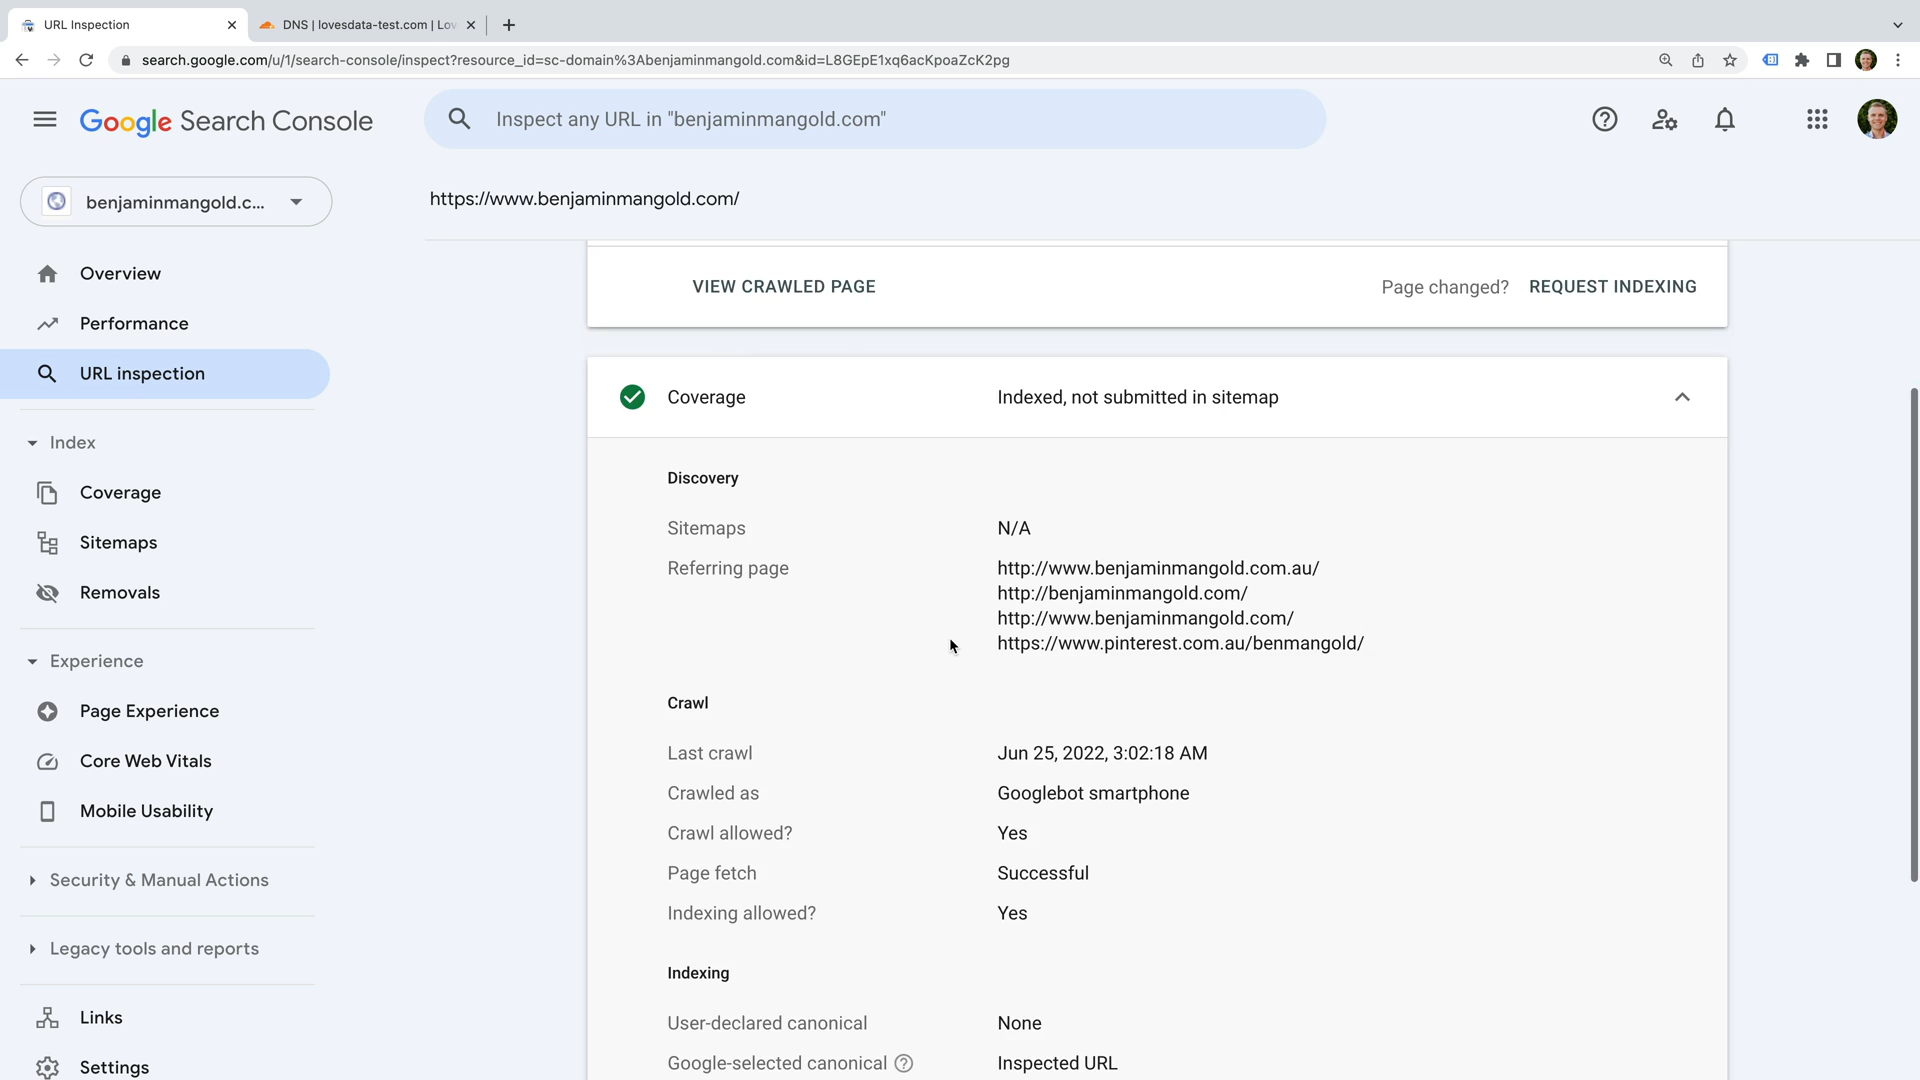 URL Inspection
DNS | lovesdata-test.com | Lov
search.google.com/u/1/search-console/inspect?resource_id=sc-domain%3Abenjaminmangold.com&id=L8GEpE1xq6acKpoaZcK2pg
Google Search Console
Inspect any URL in "benjaminmangold.com"
benjaminmangold.c...
https://www.benjaminmangold.com/
Overview
Performance
URL inspection
Index
Coverage
Sitemaps
Removals
Experience
Page Experience
Core Web Vitals
Mobile Usability
Security & Manual Actions
Legacy tools and reports
Links
Settings
VIEW CRAWLED PAGE
Page changed? REQUEST INDEXING
Coverage Indexed, not submitted in sitemap
Discovery
Sitemaps N/A
Referring page http://www.benjaminmangold.com.au/
http://benjaminmangold.com/
http://www.benjaminmangold.com/
https://www.pinterest.com.au/benmangold/
Crawl
Last crawl Jun 25, 2022, 3:02:18 AM
Crawled as Googlebot smartphone
Crawl allowed? Yes
Page fetch Successful
Indexing allowed? Yes
Indexing
User-declared canonical None
Google-selected canonical Inspected URL